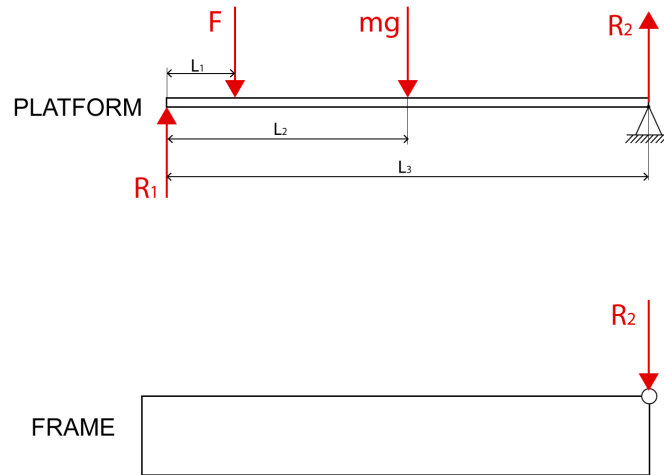 F
mg
R₂
L₁
PLATFORM
L₂
L₃
R₁
R₂
FRAME